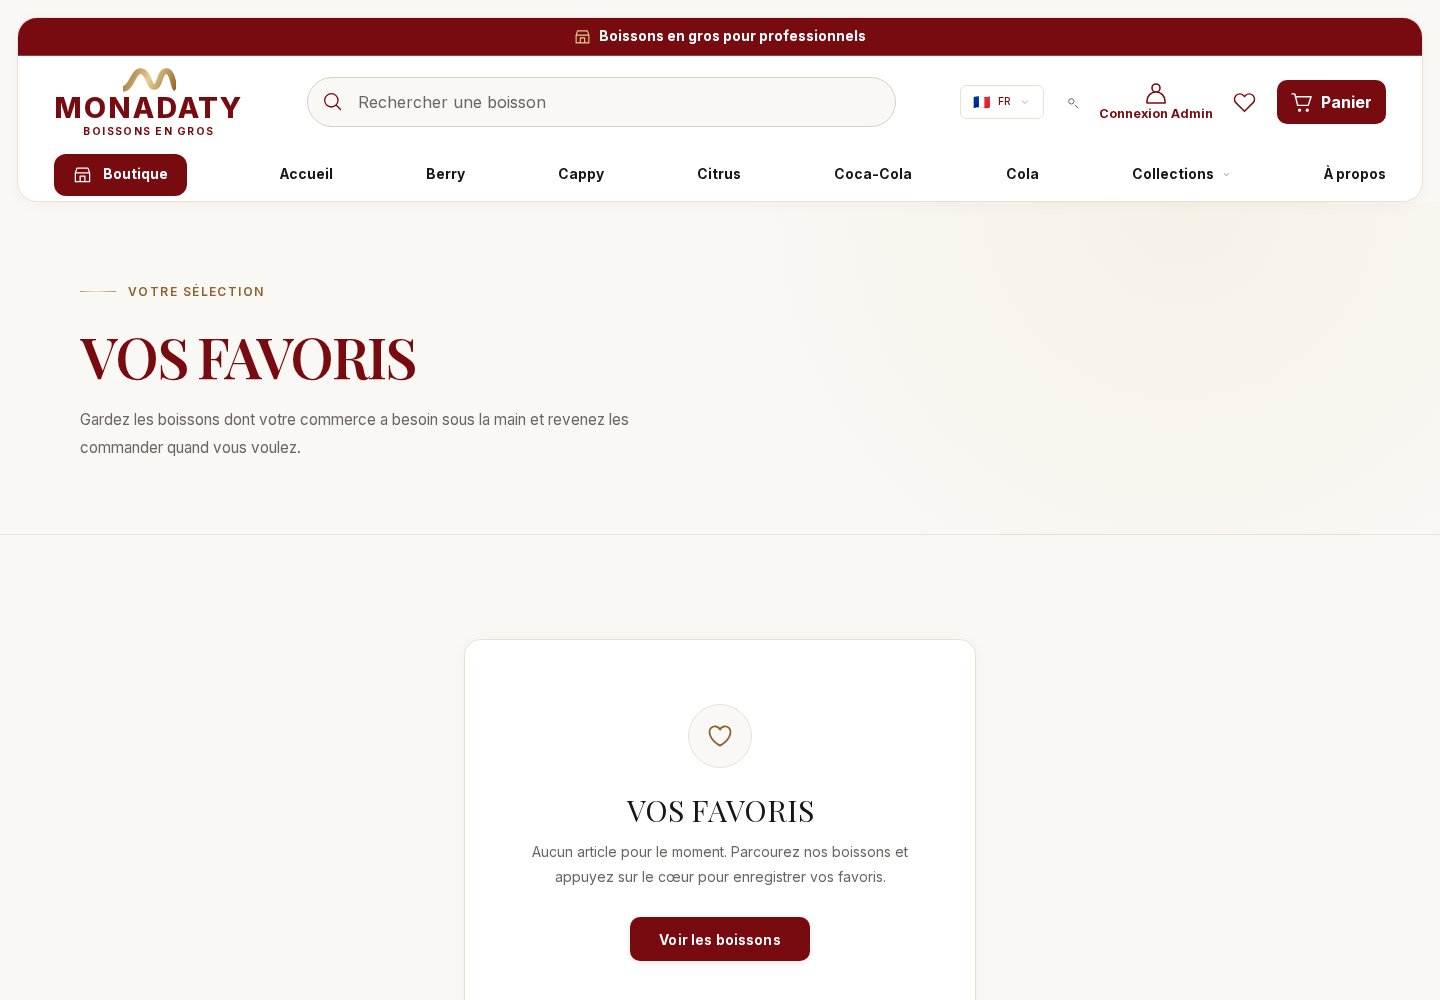 Boissons en gros pour professionnels
MONADATY
BOISSONS EN GROS
Rechercher une boisson
FR
Connexion Admin
Panier
Boutique
Accueil
Berry
Cappy
Citrus
Coca-Cola
Cola
Collections
À propos
VOTRE SÉLECTION
VOS FAVORIS
Gardez les boissons dont votre commerce a besoin sous la main et revenez les
commander quand vous voulez.
VOS FAVORIS
Aucun article pour le moment. Parcourez nos boissons et
appuyez sur le cœur pour enregistrer vos favoris.
Voir les boissons